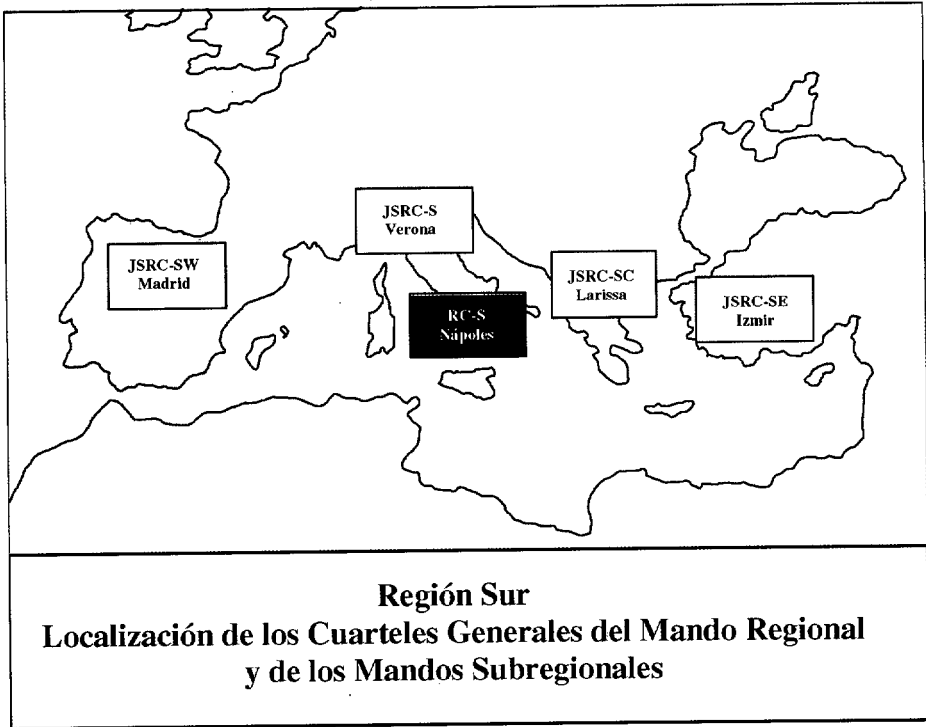 JSRC-S
Verona
JSRC-SW
Madrid
JSRC-SC
Larissa
JSRC-SE
Izmir
RC-S
Nápoles
Región Sur
Localización de los Cuarteles Generales del Mando Regional
y de los Mandos Subregionales